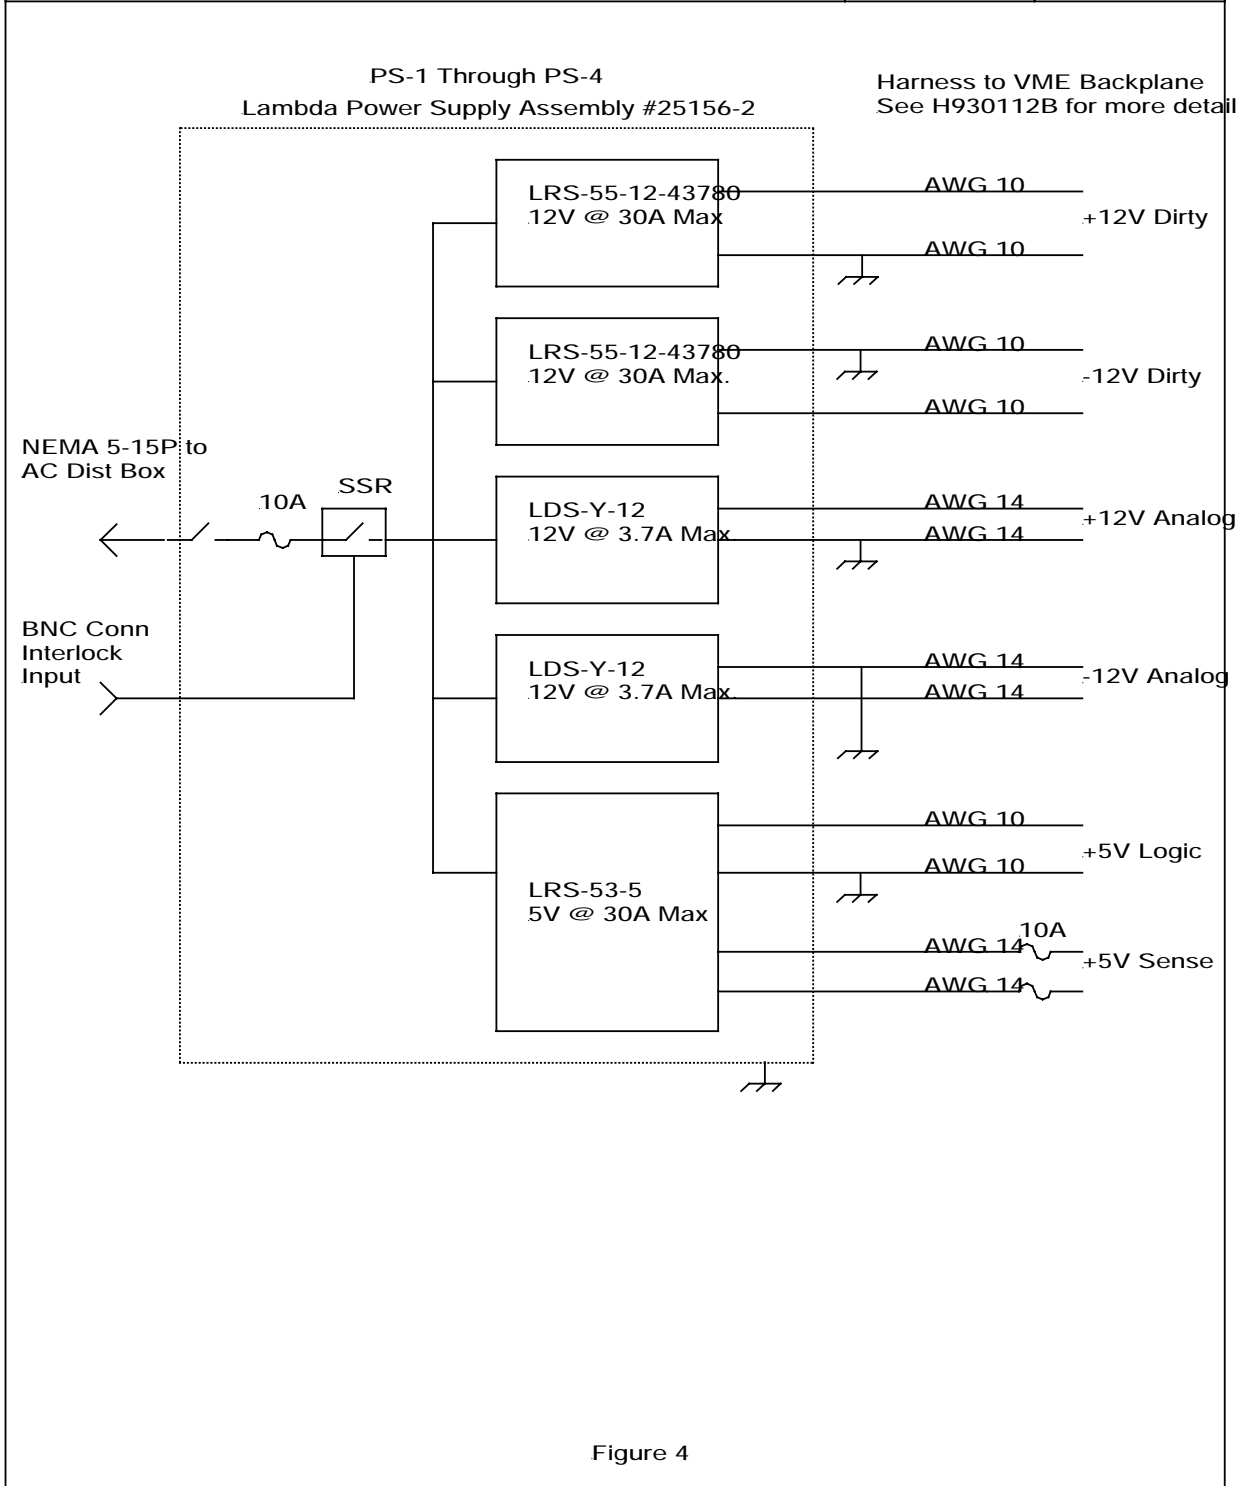 PS-1 Through PS-4
Lambda Power Supply Assembly #25156-2
Harness to VME Backplane
See H930112B for more detail
LRS-55-12-43780
12V @ 30A Max
AWG 10
+12V Dirty
AWG 10
LRS-55-12-43780
12V @ 30A Max.
AWG 10
-12V Dirty
AWG 10
NEMA 5-15P to
AC Dist Box
10A
SSR
LDS-Y-12
12V @ 3.7A Max.
AWG 14
+12V Analog
AWG 14
BNC Conn
Interlock
Input
LDS-Y-12
12V @ 3.7A Max.
AWG 14
-12V Analog
AWG 14
LRS-53-5
5V @ 30A Max
AWG 10
+5V Logic
AWG 10
10A
AWG 14
+5V Sense
AWG 14
Figure 4